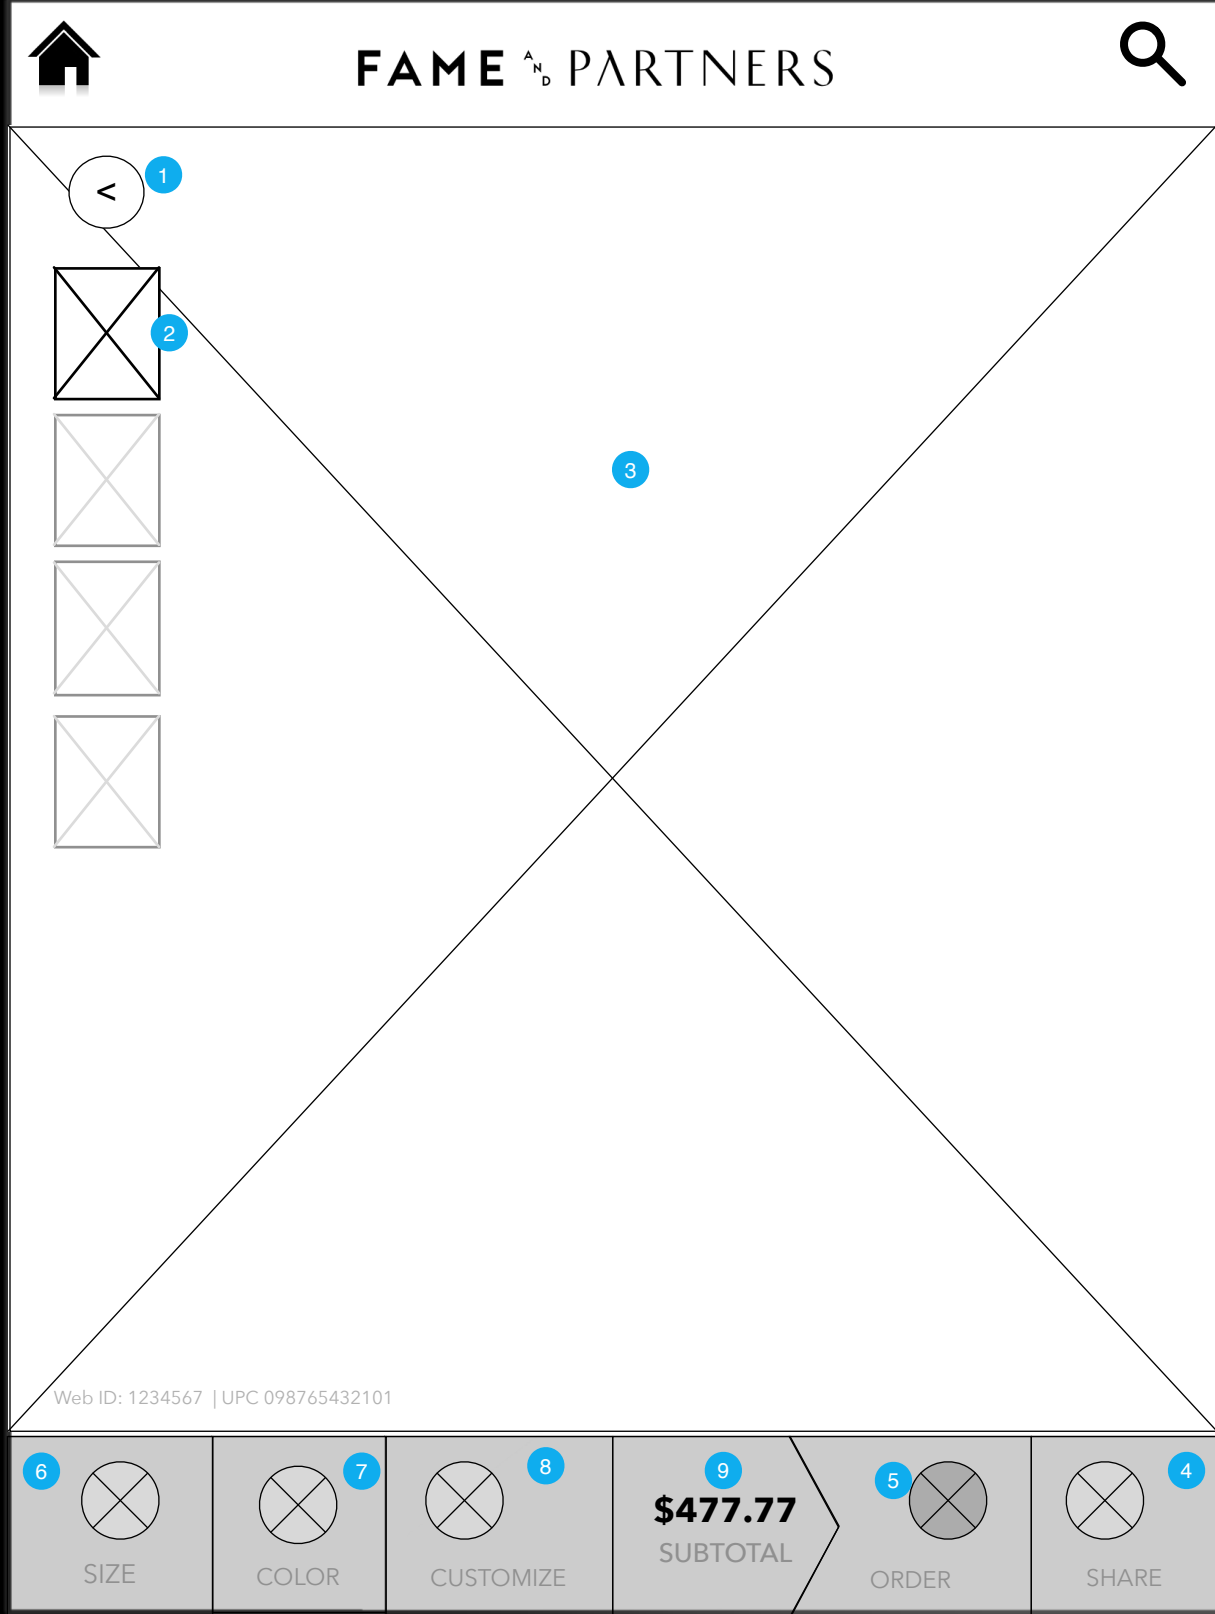 FAME AND PARTNERS
<
1
2
3
Web ID: 1234567 | UPC 098765432101
6
SIZE
7
COLOR
8
CUSTOMIZE
9
$477.77
SUBTOTAL
5
ORDER
4
SHARE